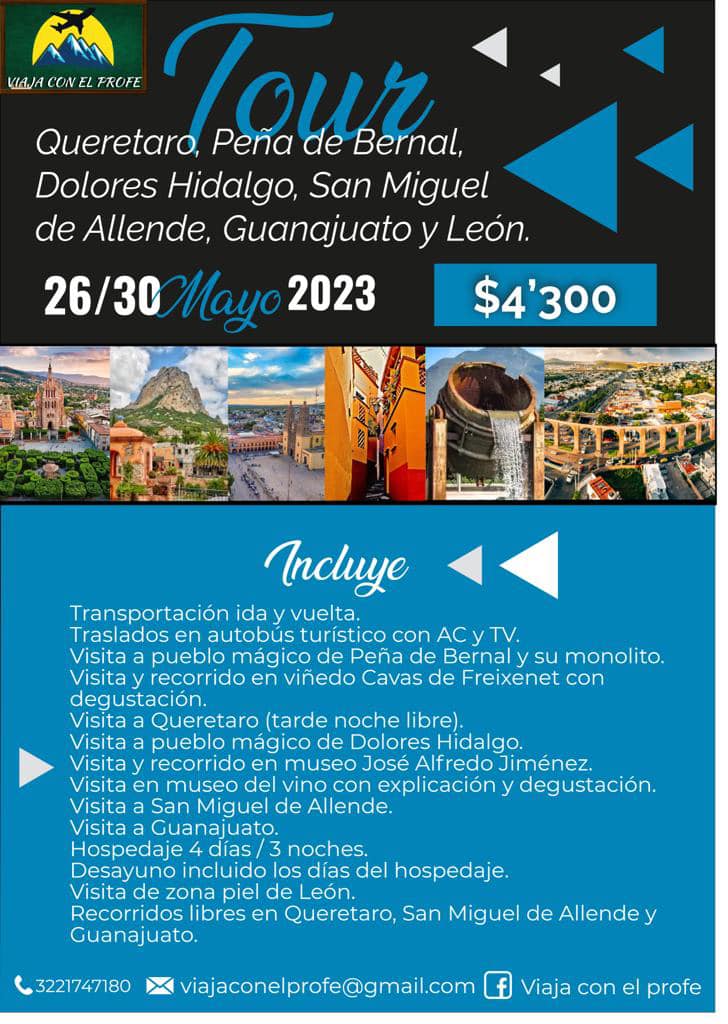 VIAJA CON EL PROFE
Tour
Queretaro, Peña de Bernal,
Dolores Hidalgo, San Miguel
de Allende, Guanajuato y León.
26/30 Mayo 2023
$4’300
Incluye
Transportación ida y vuelta.
Traslados en autobús turístico con AC y TV.
Visita a pueblo mágico de Peña de Bernal y su monolito.
Visita y recorrido en viñedo Cavas de Freixenet con
degustación.
Visita a Queretaro (tarde noche libre).
Visita a pueblo mágico de Dolores Hidalgo.
Visita y recorrido en museo José Alfredo Jiménez.
Visita en museo del vino con explicación y degustación.
Visita a San Miguel de Allende.
Visita a Guanajuato.
Hospedaje 4 días / 3 noches.
Desayuno incluido los días del hospedaje.
Visita de zona piel de León.
Recorridos libres en Queretaro, San Miguel de Allende y
Guanajuato.
3221747180 viajaconelprofe@gmail.com Viaja con el profe